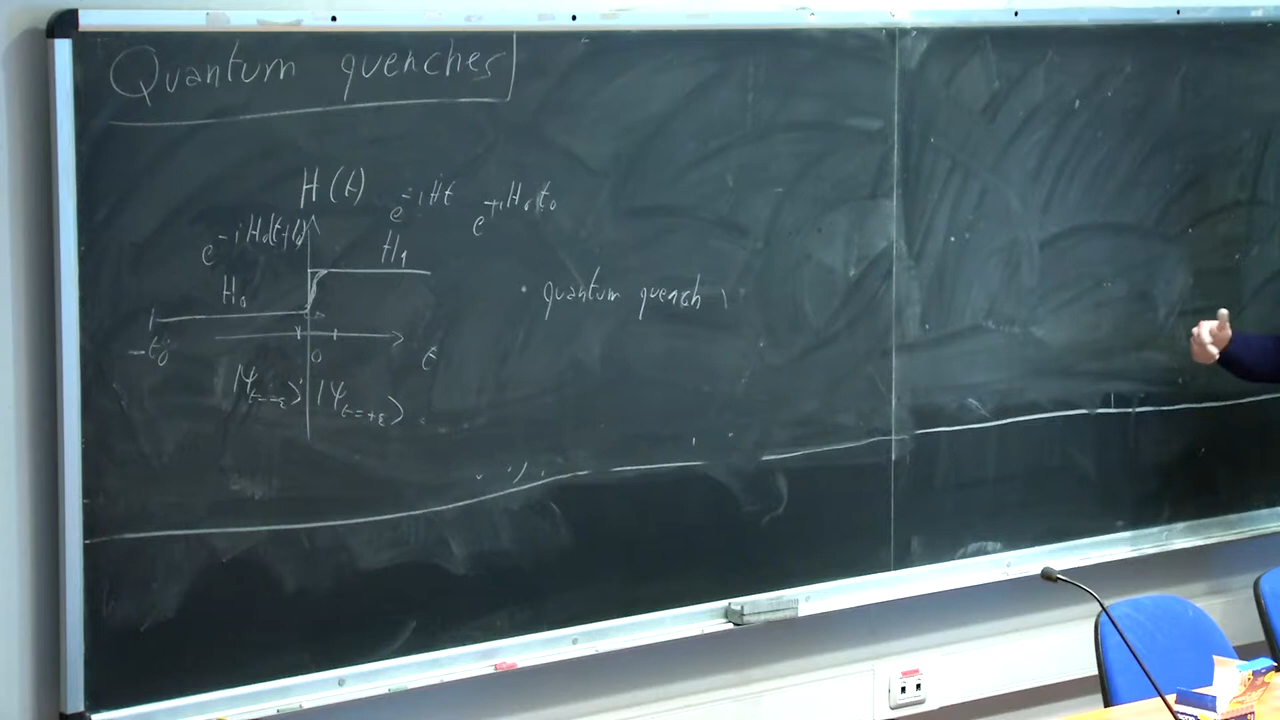 Quantum quenches
H(t) e^{-iHt} e^{+iH_0t_0}
e^{-iH_0(t+t_0)}
H_1
H_0
• quantum quench
-t_0
0
t
|ψ_{t=-ε}⟩ |ψ_{t=+ε}⟩